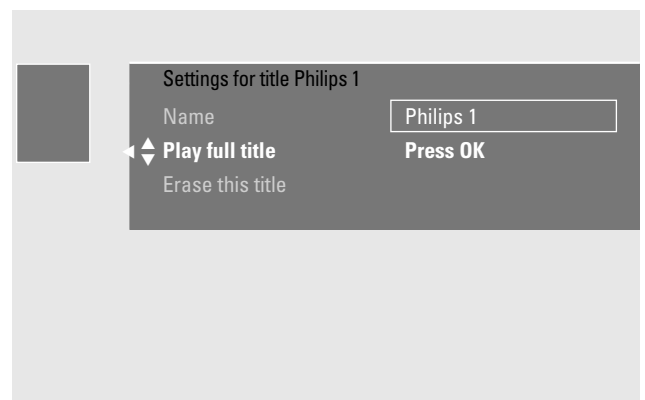 Settings for title Philips 1
Name Philips 1
Play full title Press OK
Erase this title